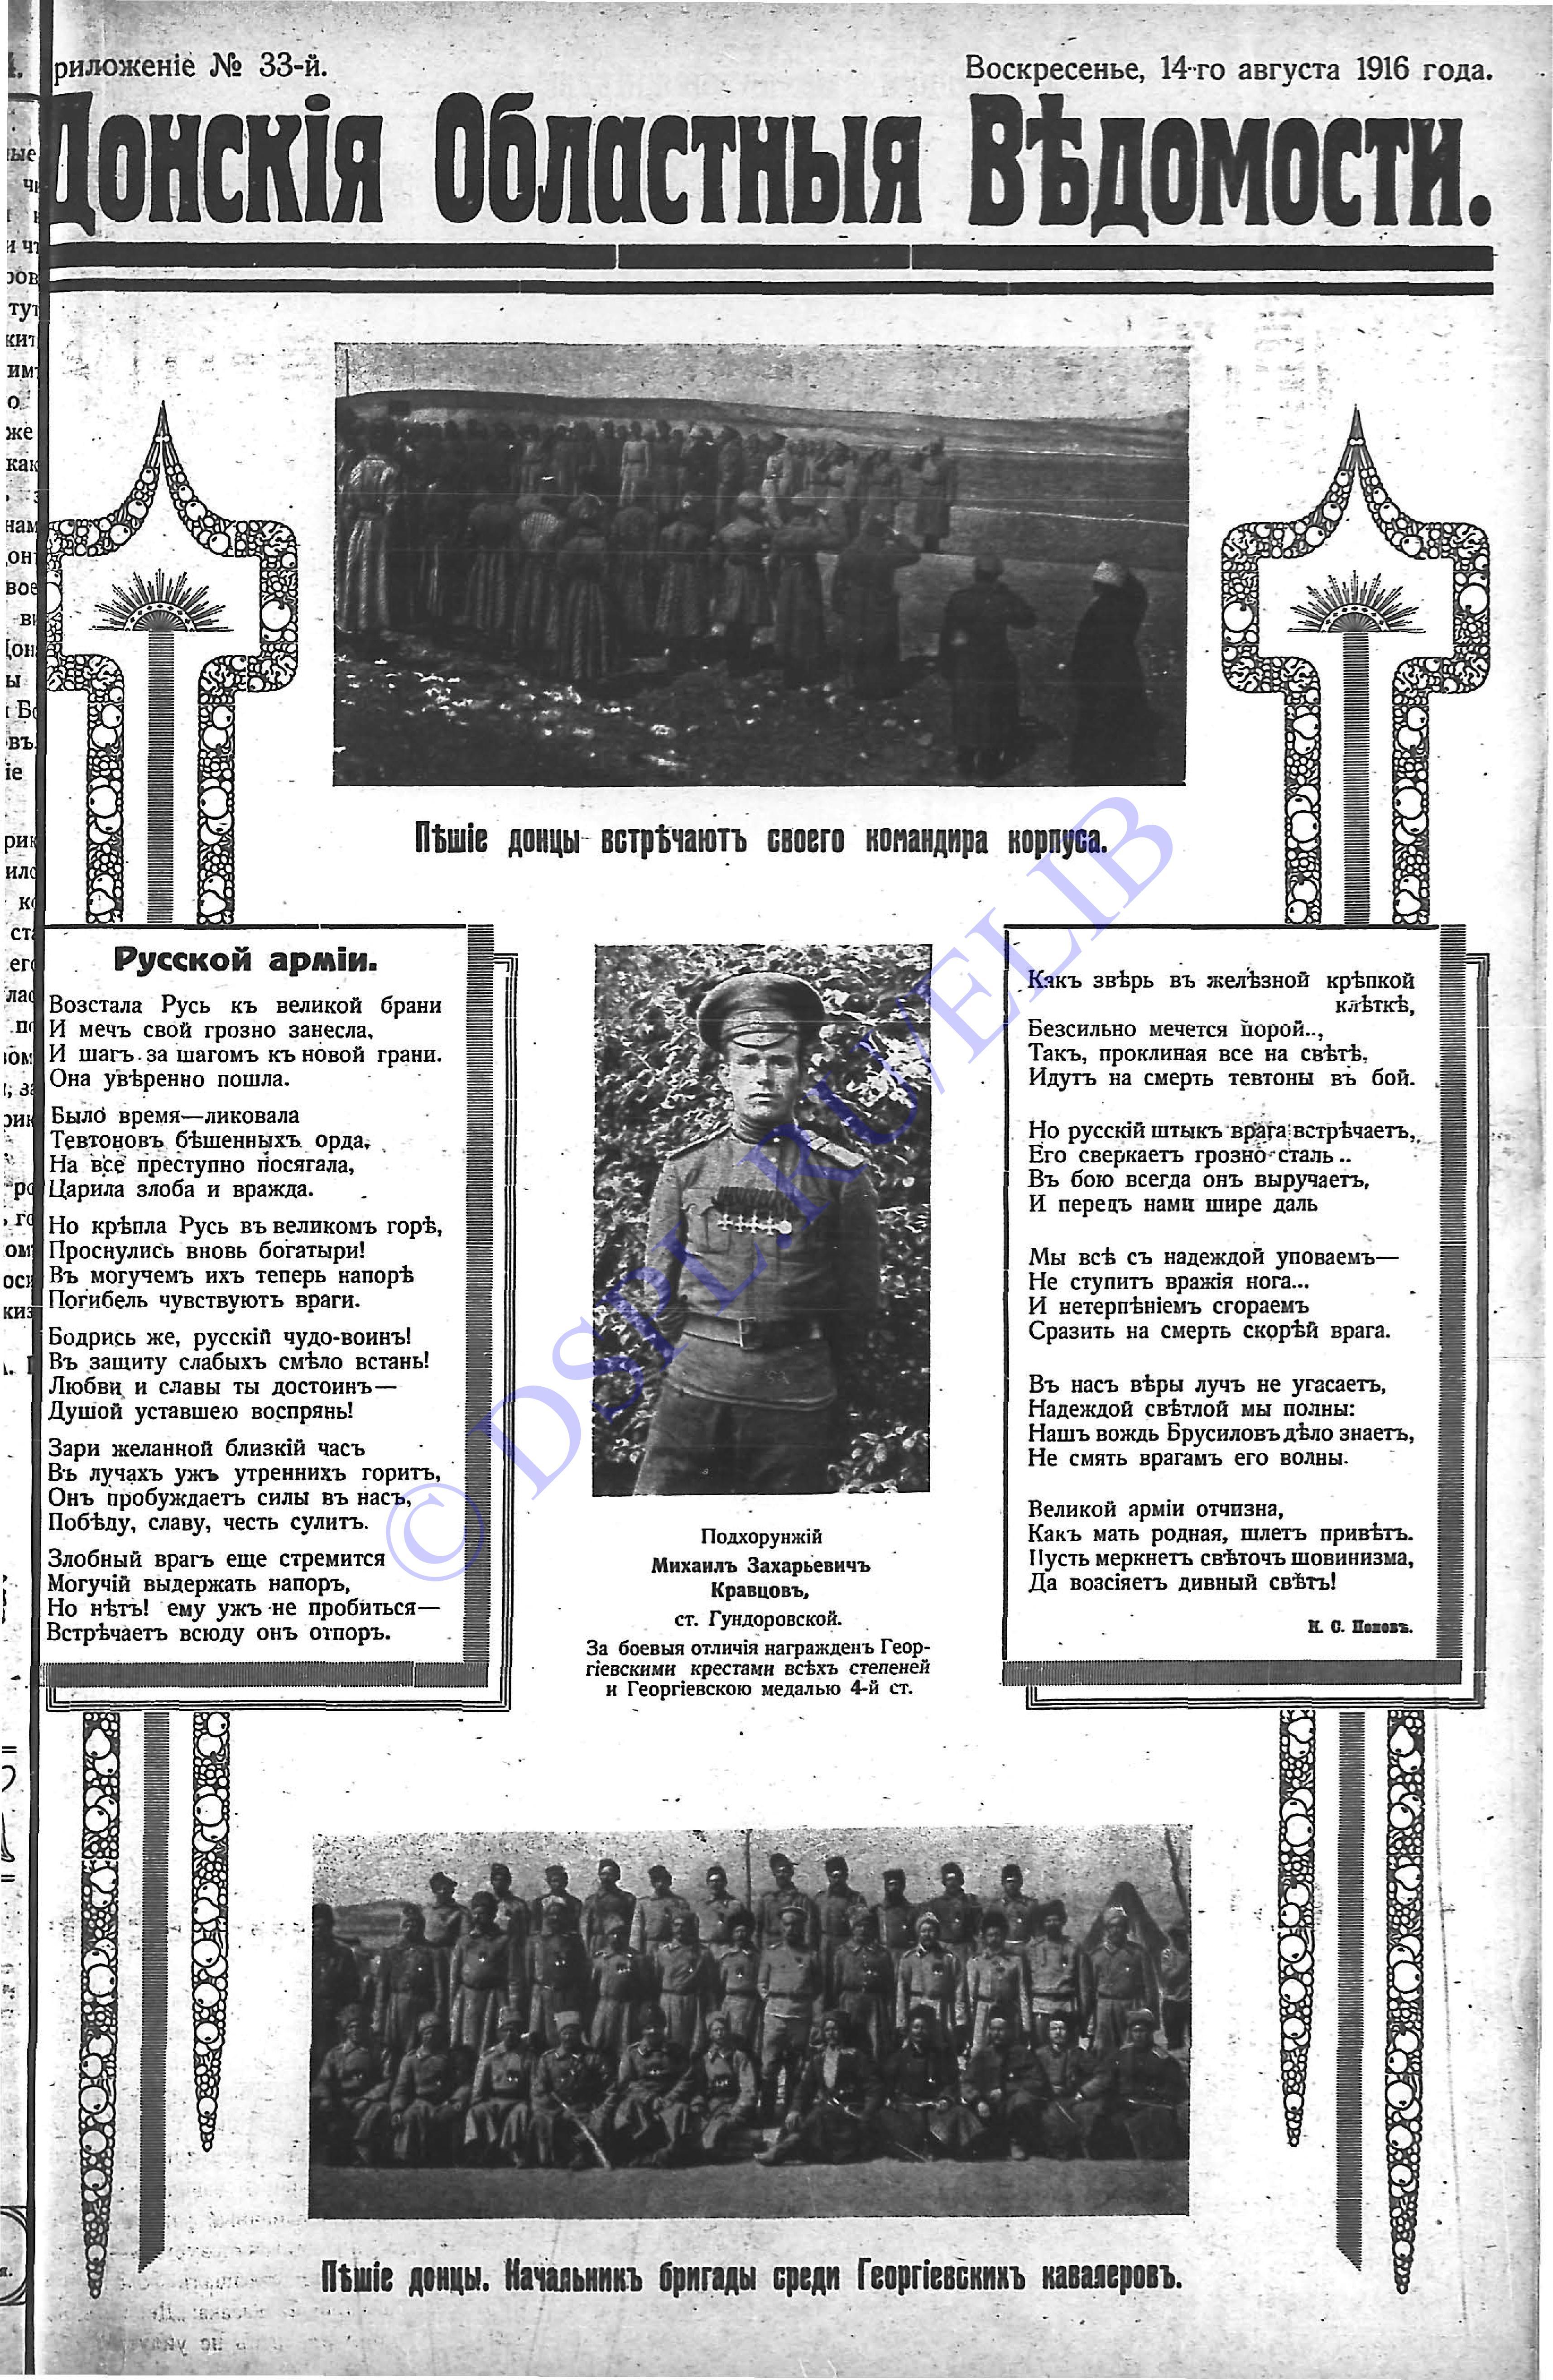 риложеніе № 33-й.
Воскресенье, 14-го августа 1916 года.
Донскія Областныя Вѣдомости.
Пѣшіе донцы встрѣчаютъ своего командира корпуса.
Русской арміи.
Возстала Русь къ великой брани
И мечъ свой грозно занесла,
И шагъ за шагомъ къ новой грани.
Она увѣренно пошла.
Было время—ликовала
Тевтоновъ бѣшенныхъ орда,
На все преступно посягала,
Царила злоба и вражда.
Но крѣпла Русь въ великомъ горѣ,
Проснулись вновь богатыри!
Въ могучемъ ихъ теперь напорѣ
Погибель чувствуютъ враги.
Бодрись же, русскій чудо-воинъ!
Въ защиту слабыхъ смѣло встань!
Любви и славы ты достоинъ—
Душой уставшею воспрянь!
Зари желанной близкій часъ
Въ лучахъ ужъ утреннихъ горитъ,
Онъ пробуждаетъ силы въ насъ,
Побѣду, славу, честь сулитъ.
Злобный врагъ еще стремится
Могучій выдержать напоръ,
Но нѣтъ! ему ужъ не пробиться—
Встрѣчаетъ всюду онъ отпоръ.
Подхорунжій
Михаилъ Захарьевичъ
Кравцовъ,
ст. Гундоровской.
За боевыя отличія награжденъ Геор-
гіевскими крестами всѣхъ степеней
и Георгіевскою медалью 4-й ст.
Какъ звѣрь въ желѣзной крѣпкой
клѣткѣ,
Безсильно мечется порой..,
Такъ, проклиная все на свѣтѣ,
Идутъ на смерть тевтоны въ бой.
Но русскій штыкъ врага встрѣчаетъ,
Его сверкаетъ грозно сталь..
Въ бою всегда онъ выручаетъ,
И передъ нами шире даль
Мы всѣ съ надеждой уповаемъ—
Не ступитъ вражія нога...
И нетерпѣніемъ сгораемъ
Сразить на смерть скорѣй врага.
Въ насъ вѣры лучъ не угасаетъ,
Надеждой свѣтлой мы полны:
Нашъ вождь Брусиловъ дѣло знаетъ,
Не смять врагамъ его волны.
Великой арміи отчизна,
Какъ мать родная, шлетъ привѣтъ.
Пусть меркнетъ свѣточъ шовинизма,
Да возсіяетъ дивный свѣтъ!
К. С. Поповъ.
Пѣшіе донцы. Начальникъ бригады среди Георгіевскихъ кавалеровъ.
© DSPL.RU/ELIB